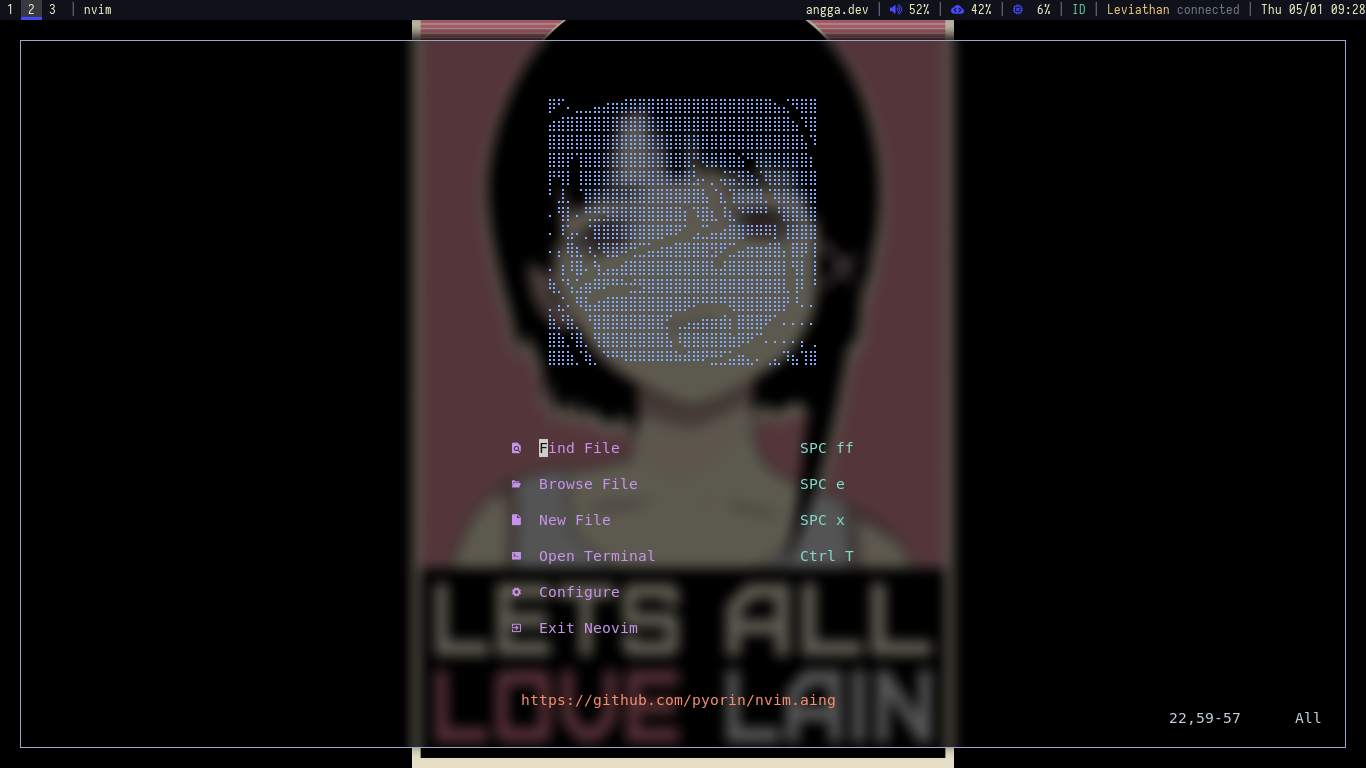 1 2 3 | nvim angga.dev | 52% | 42% | 6% | ID | Leviathan connected | Thu 05/01 09:28
Find File SPC ff
Browse File SPC e
New File SPC x
Open Terminal Ctrl T
Configure
Exit Neovim
LETS ALL
LOVE LAIN
https://github.com/pyorin/nvim.aing
22,59-57 All